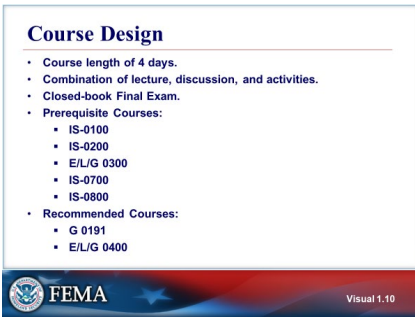 Course Design
• Course length of 4 days.
• Combination of lecture, discussion, and activities.
• Closed-book Final Exam.
• Prerequisite Courses:
▪ IS-0100
▪ IS-0200
▪ E/L/G 0300
▪ IS-0700
▪ IS-0800
• Recommended Courses:
▪ G 0191
▪ E/L/G 0400
FEMA
Visual 1.10